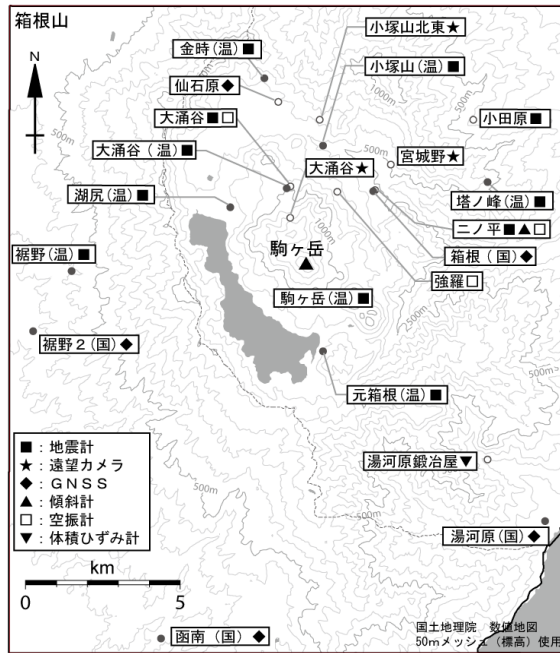 箱根山
N
小塚山北東★
金時(温)■
小塚山(温)■
仙石原◆
1000m
大涌谷■□
小田原■
500m
大涌谷(温)■
大涌谷★
宮城野★
湖尻(温)■
塔ノ峰(温)■
二ノ平■▲□
1000m
駒ヶ岳
箱根(国)◆
裾野(温)■
強羅□
駒ヶ岳(温)■
500m
裾野2(国)◆
500m
元箱根(温)■
■:地震計
★:遠望カメラ
◆:GNSS
▲:傾斜計
□:空振計
▼:体積ひずみ計
湯河原鍛冶屋▼
500m
湯河原(国)◆
km
0 5
函南(国)◆
国土地理院 数値地図
50mメッシュ(標高)使用